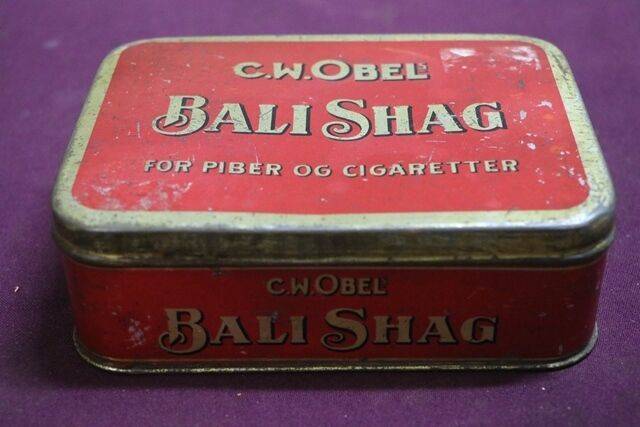 C.W.OBEL
BALI SHAG
FOR PIBER OG CIGARETTER
C.W.OBEL
BALI SHAG